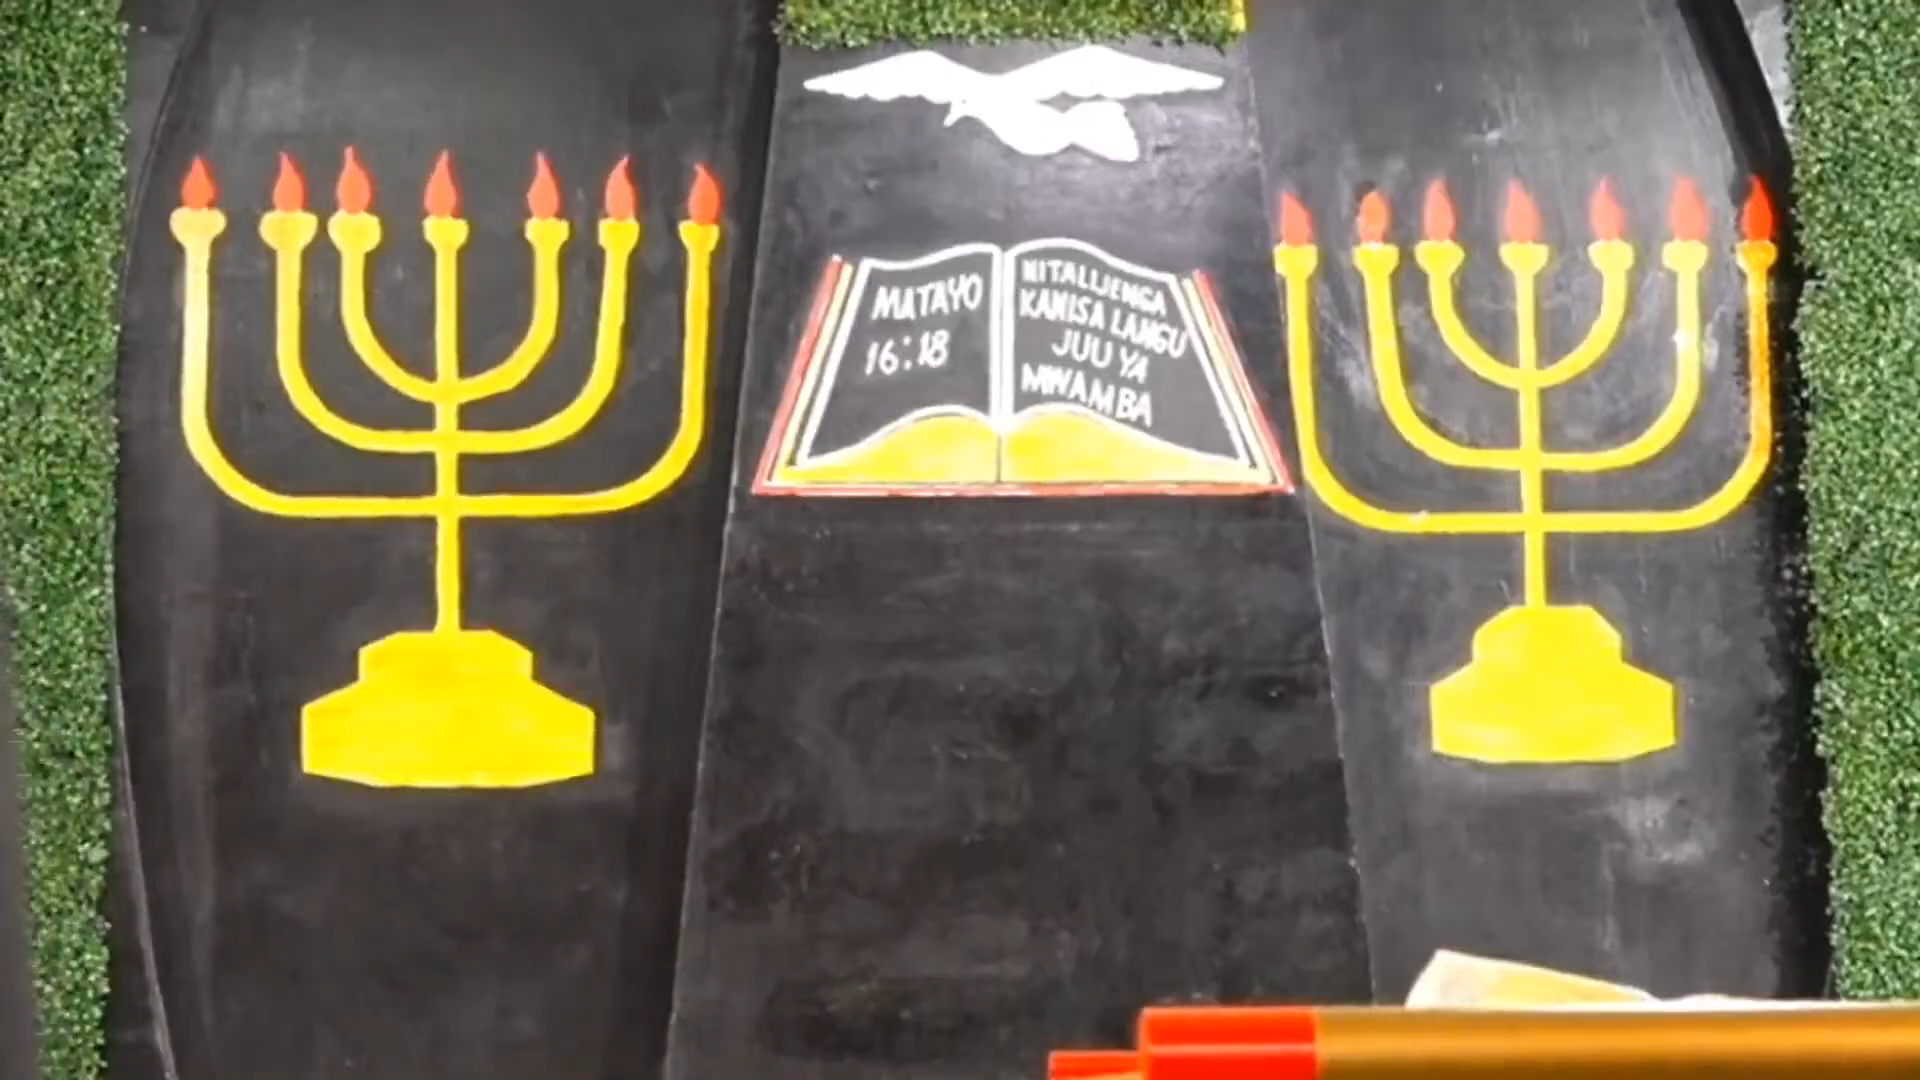 MATAYO
16:18
NITALIJENGA
KANISA LANGU
JUU YA
MWAMBA